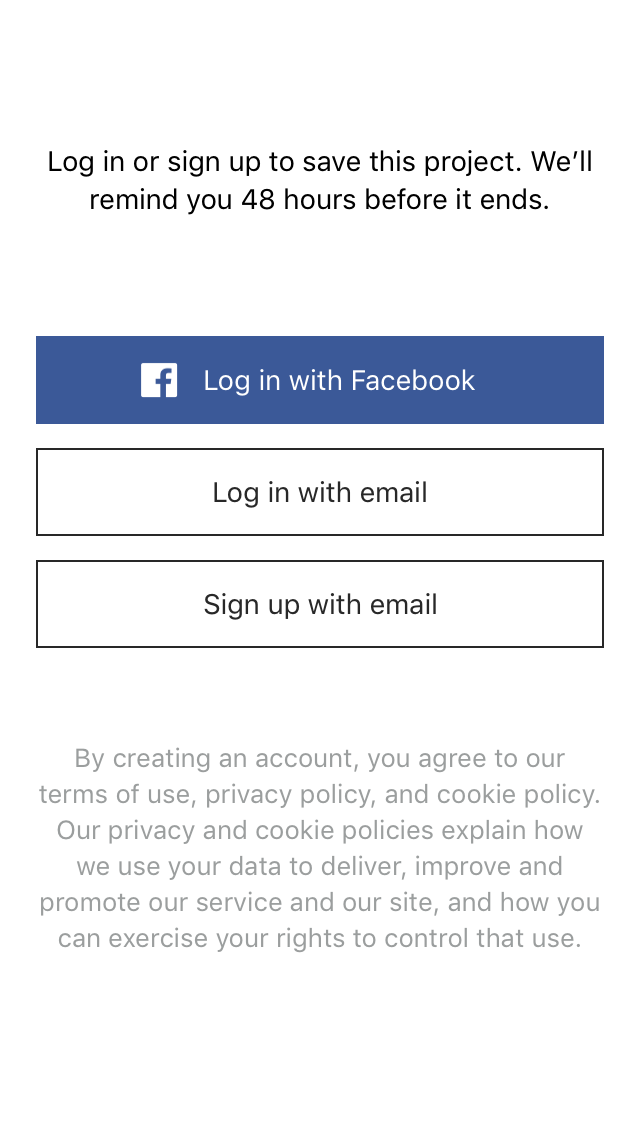 Log in or sign up to save this project. We’ll
remind you 48 hours before it ends.
Log in with Facebook
Log in with email
Sign up with email
By creating an account, you agree to our
terms of use, privacy policy, and cookie policy.
Our privacy and cookie policies explain how
we use your data to deliver, improve and
promote our service and our site, and how you
can exercise your rights to control that use.